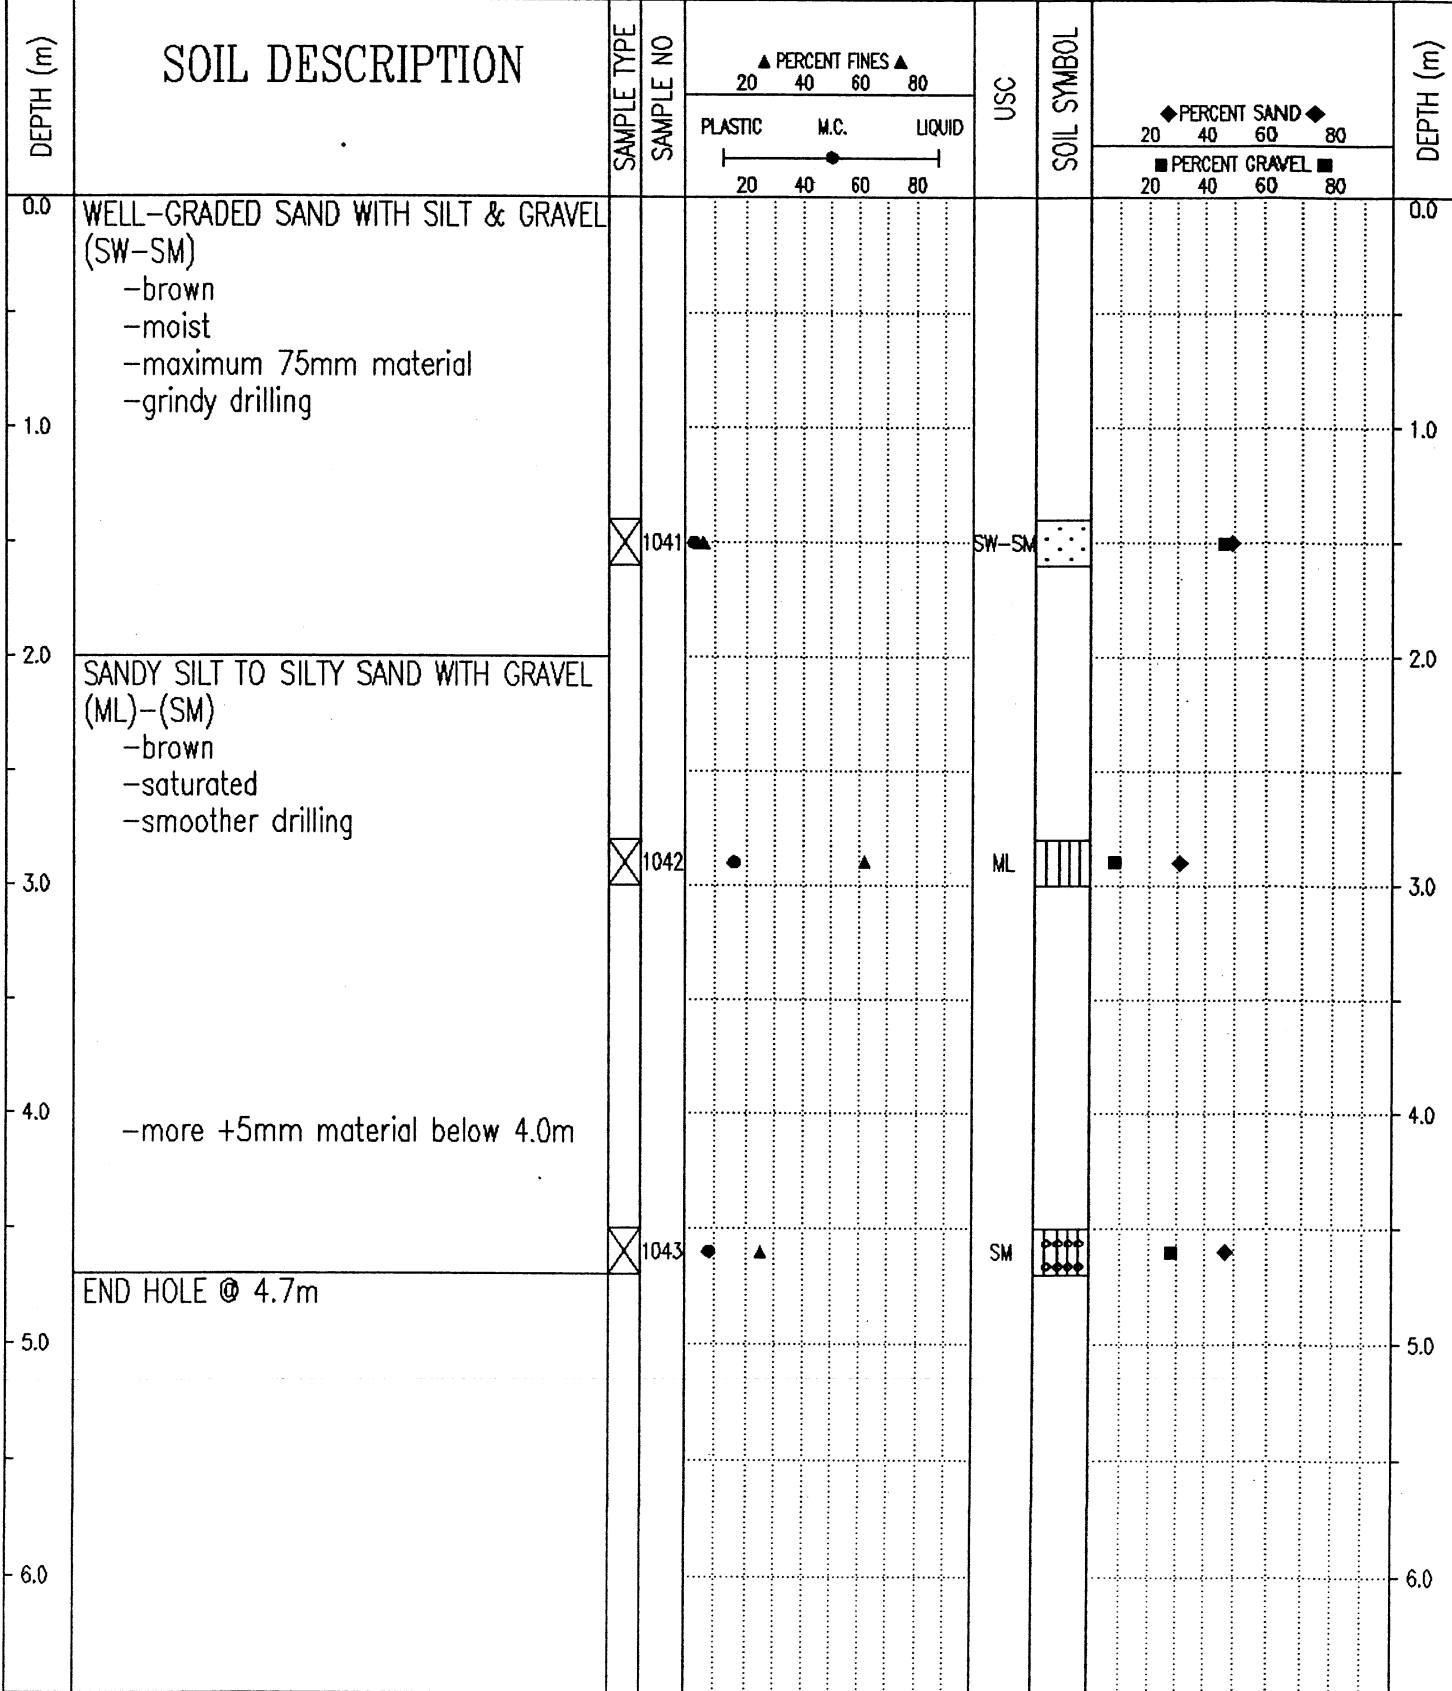 DEPTH (m)
SOIL DESCRIPTION
SAMPLE TYPE
SAMPLE NO
▲ PERCENT FINES ▲
20 40 60 80
PLASTIC M.C. LIQUID
20 40 60 80
USC
SOIL SYMBOL
◆PERCENT SAND◆
20 40 60 80
■PERCENT GRAVEL■
20 40 60 80
DEPTH (m)
0.0
WELL-GRADED SAND WITH SILT & GRAVEL
0.0
(SW-SM)
-brown
-moist
-maximum 75mm material
-grindy drilling
1.0
1.0
1041
SW-SM
2.0
2.0
SANDY SILT TO SILTY SAND WITH GRAVEL
(ML)-(SM)
-brown
-saturated
-smoother drilling
1042
ML
3.0
3.0
4.0
4.0
-more +5mm material below 4.0m
1043
SM
END HOLE @ 4.7m
5.0
5.0
6.0
6.0